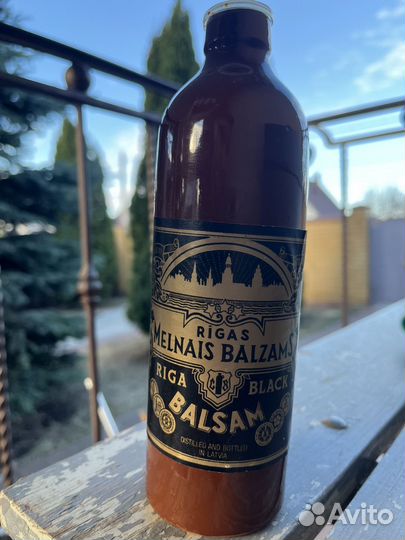 RIGAS
MELNAIS BALZAMS
RIGA BLACK
BALSAM
DISTILLED AND BOTTLED
IN LATVIA
Avito